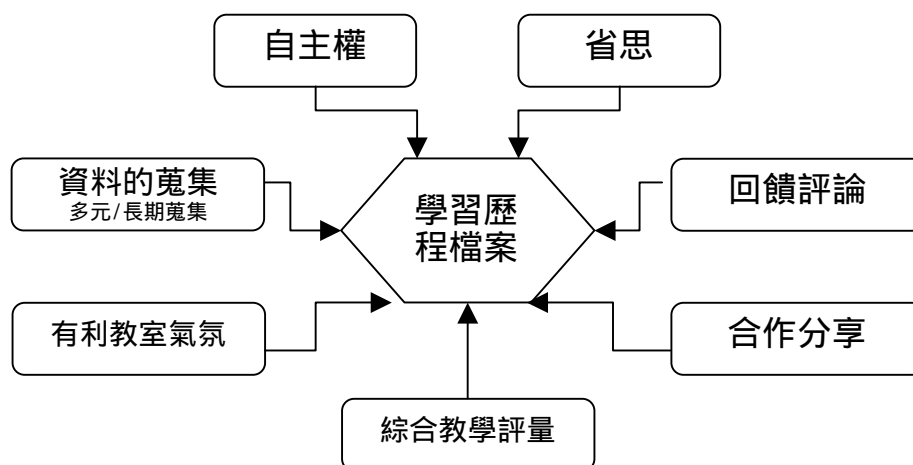 自主權
省思
資料的蒐集
多元/長期蒐集
學習歷
程檔案
回饋評論
有利教室氣氛
合作分享
綜合教學評量